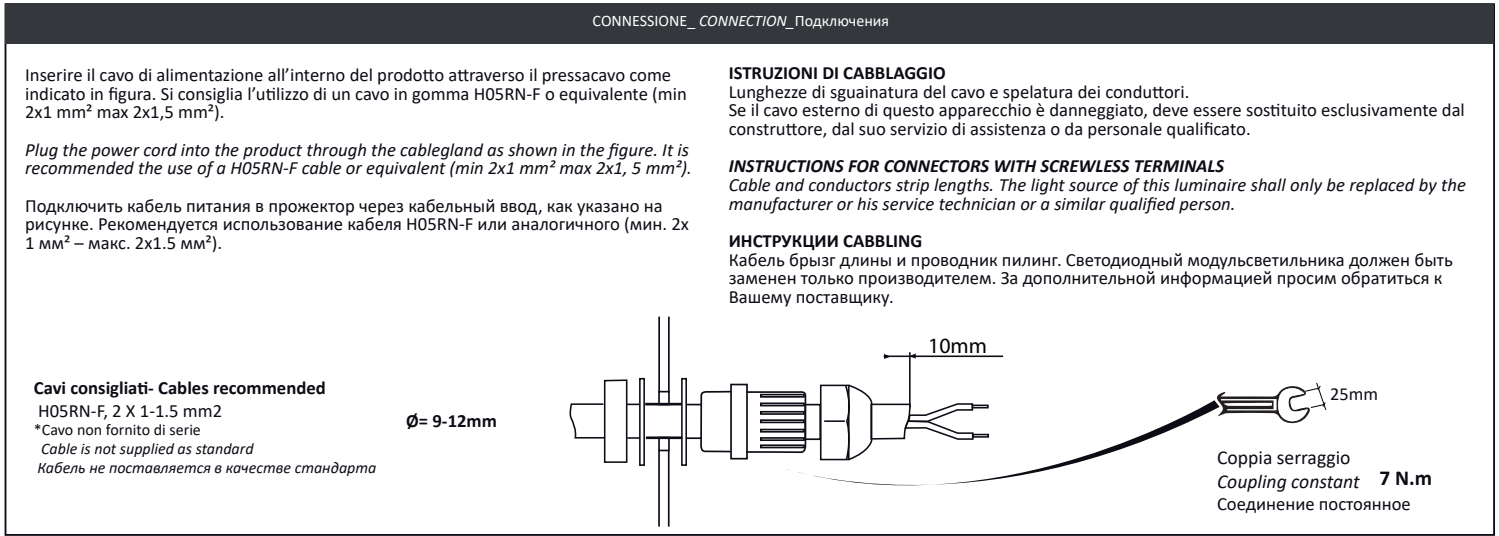 CONNESSIONE_ CONNECTION_Подключения
Inserire il cavo di alimentazione all'interno del prodotto attraverso il pressacavo come
indicato in figura. Si consiglia l'utilizzo di un cavo in gomma H05RN-F o equivalente (min
2x1 mm² max 2x1,5 mm²).
Plug the power cord into the product through the cablegland as shown in the figure. It is
recommended the use of a H05RN-F cable or equivalent (min 2x1 mm² max 2x1, 5 mm²).
Подключить кабель питания в прожектор через кабельный ввод, как указано на
рисунке. Рекомендуется использование кабеля H05RN-F или аналогичного (мин. 2x
1 мм² – макс. 2x1.5 мм²).
ISTRUZIONI DI CABBLAGGIO
Lunghezze di sguainatura del cavo e spelatura dei conduttori.
Se il cavo esterno di questo apparecchio è danneggiato, deve essere sostituito esclusivamente dal
construttore, dal suo servizio di assistenza o da personale qualificato.
INSTRUCTIONS FOR CONNECTORS WITH SCREWLESS TERMINALS
Cable and conductors strip lengths. The light source of this luminaire shall only be replaced by the
manufacturer or his service technician or a similar qualified person.
ИНСТРУКЦИИ CABBLING
Кабель брызг длины и проводник пилинг. Светодиодный модульсветильника должен быть
заменен только производителем. За дополнительной информацией просим обратиться к
Вашему поставщику.
Cavi consigliati- Cables recommended
H05RN-F, 2 X 1-1.5 mm2
*Cavo non fornito di serie
Cable is not supplied as standard
Кабель не поставляется в качестве стандарта
Ø= 9-12mm
10mm
25mm
Coppia serraggio
Coupling constant 7 N.m
Соединение постоянное